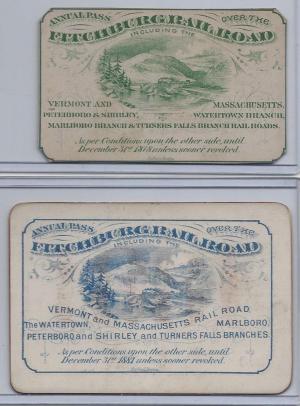 ANNUAL PASS OVER THE
FITCHBURG RAILROAD
INCLUDING THE
VERMONT AND MASSACHUSETTS,
PETERBORO & SHIRLEY, WATERTOWN BRANCH,
MARLBORO BRANCH & TURNERS FALLS BRANCH RAIL ROADS.
As per Conditions upon the other side, until
December 31st 1878 unless sooner revoked.
ANNUAL PASS OVER THE
FITCHBURG RAILROAD
INCLUDING THE
VERMONT and MASSACHUSETTS RAIL ROAD
The WATERTOWN, MARLBORO,
PETERBORO and SHIRLEY and TURNERS FALLS BRANCHES.
As per Conditions upon the other side, until
December 31st 1881 unless sooner revoked.